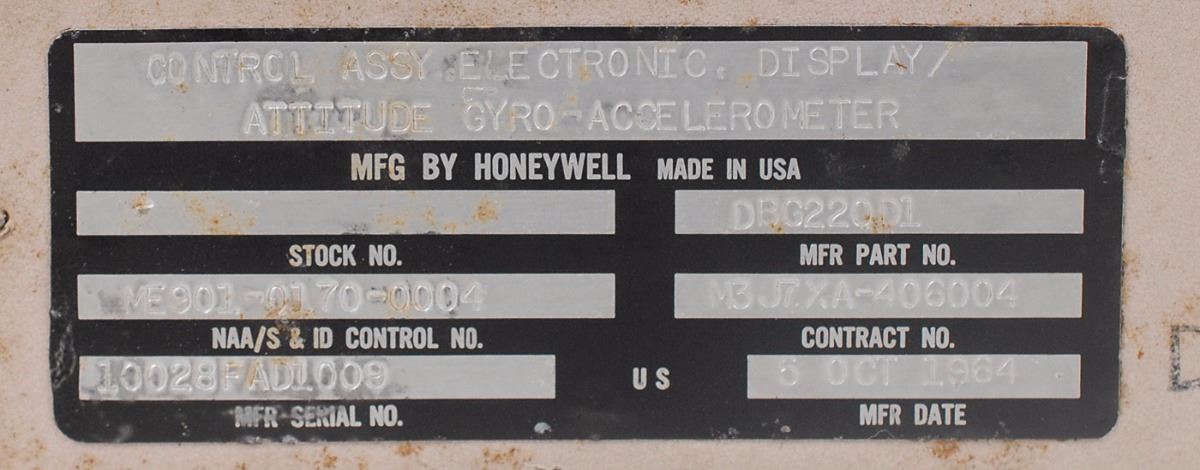 CONTROL ASSY ELECTRONIC. DISPLAY/
ATTITUDE GYRO-ACCELEROMETER
MFG BY HONEYWELL MADE IN USA
STOCK NO.
DBG220D1
MFR PART NO.
ME901-0170-0004
NAA/S & ID CONTROL NO.
M3J7XA-406004
CONTRACT NO.
10028FAD1009
MFR SERIAL NO.
US
OCT 1964
MFR DATE